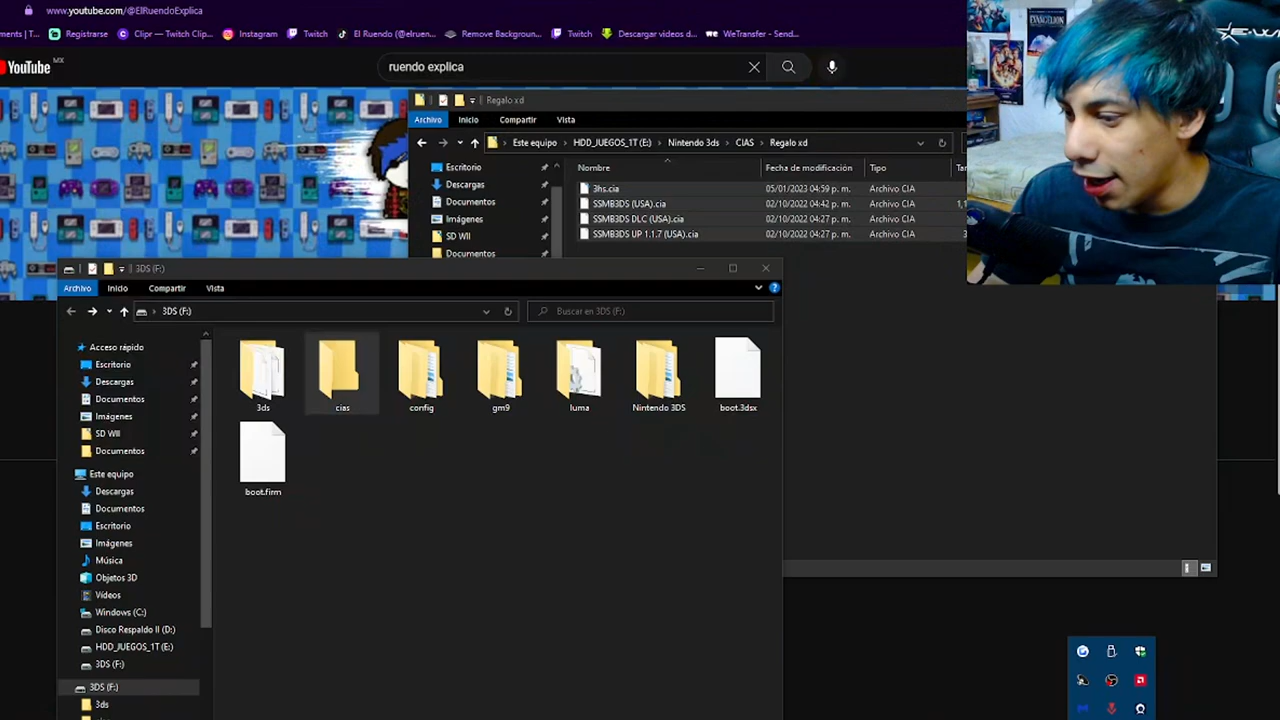 www.youtube.com/@ElRuendoExplica
ments | T...
Registrarse
Clipr — Twitch Clip...
Instagram
Twitch
El Ruendo (@elruen...
Remove Backgroun...
Twitch
Descargar videos d...
WeTransfer - Send...
YouTube MX
ruendo explica
Regalo xd
Archivo
Inicio
Compartir
Vista
Este equipo > HDD_JUEGOS_1T (E:) > Nintendo 3ds > CIAS > Regalo xd
Escritorio
Descargas
Documentos
Imágenes
SD WII
Documentos
Nombre
Fecha de modificación
Tipo
Tam
3hs.cia
05/01/2023 04:59 p. m.
Archivo CIA
SSMB3DS (USA).cia
02/10/2022 04:42 p. m.
Archivo CIA
SSMB3DS DLC (USA).cia
02/10/2022 04:27 p. m.
Archivo CIA
SSMB3DS UP 1.1.7 (USA).cia
02/10/2022 04:27 p. m.
Archivo CIA
3DS (F:)
Archivo
Inicio
Compartir
Vista
3DS (F:)
Buscar en 3DS (F:)
Acceso rápido
Escritorio
Descargas
Documentos
Imágenes
SD WII
Documentos
Este equipo
Descargas
Documentos
Escritorio
Imágenes
Música
Objetos 3D
Vídeos
Windows (C:)
Disco Respaldo II (D:)
HDD_JUEGOS_1T (E:)
3DS (F:)
3DS (F:)
3ds
3ds
cias
config
gm9
luma
Nintendo 3DS
boot.3dsx
boot.firm
EVANGELION